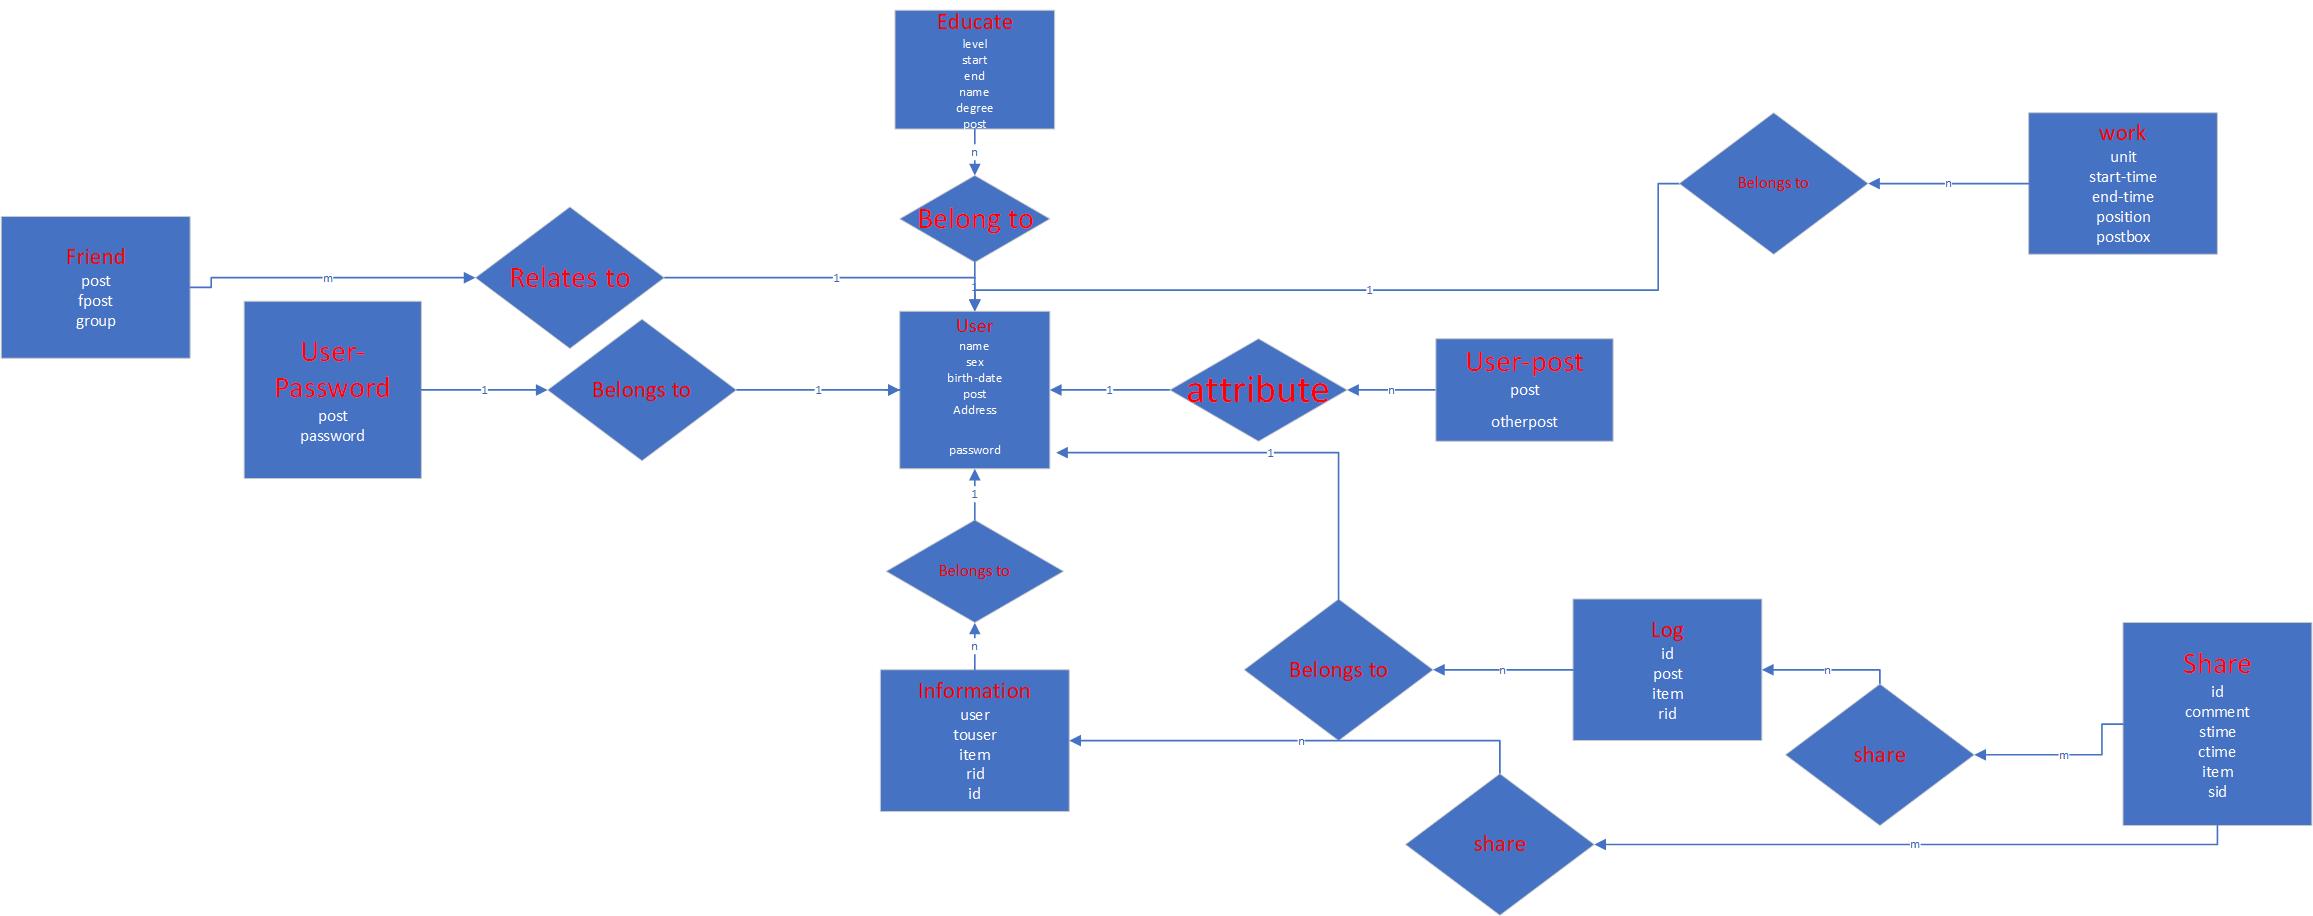 Educate
level
start
end
name
degree
post
n
Belong to
1
Belongs to
n
work
unit
start-time
end-time
position
postbox
Friend
post
fpost
group
m
Relates to
1
1
User-
Password
post
password
1
Belongs to
1
User
name
sex
birth-date
post
Address
password
1
attribute
n
User-post
post
otherpost
1
1
Belongs to
n
Information
user
touser
item
rid
id
Belongs to
n
Log
id
post
item
rid
n
share
m
Share
id
comment
stime
ctime
item
sid
n
share
m